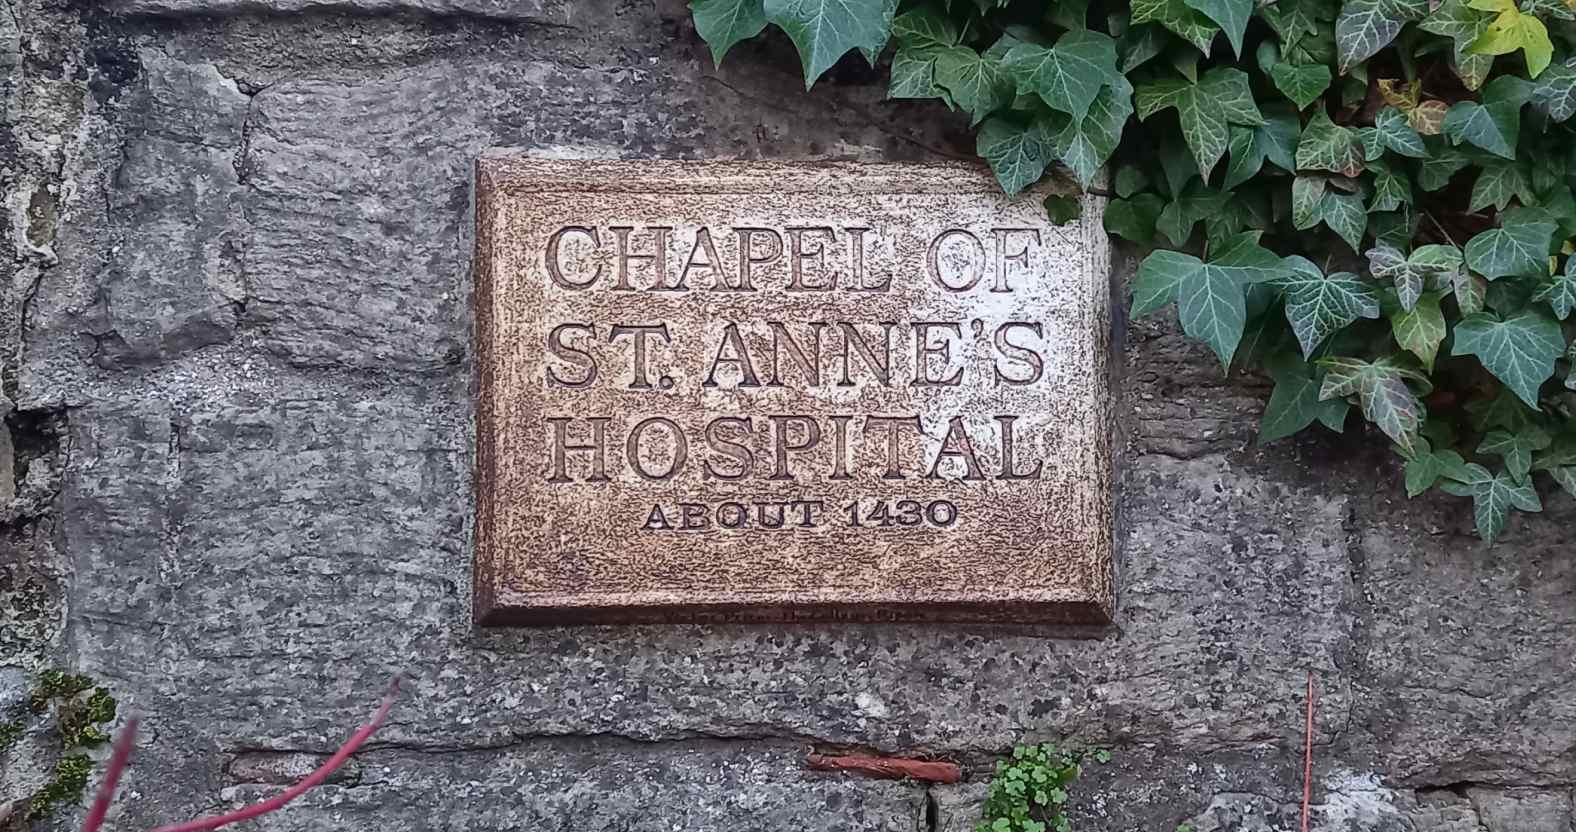 CHAPEL OF
ST. ANNE'S
HOSPITAL
ABOUT 1430